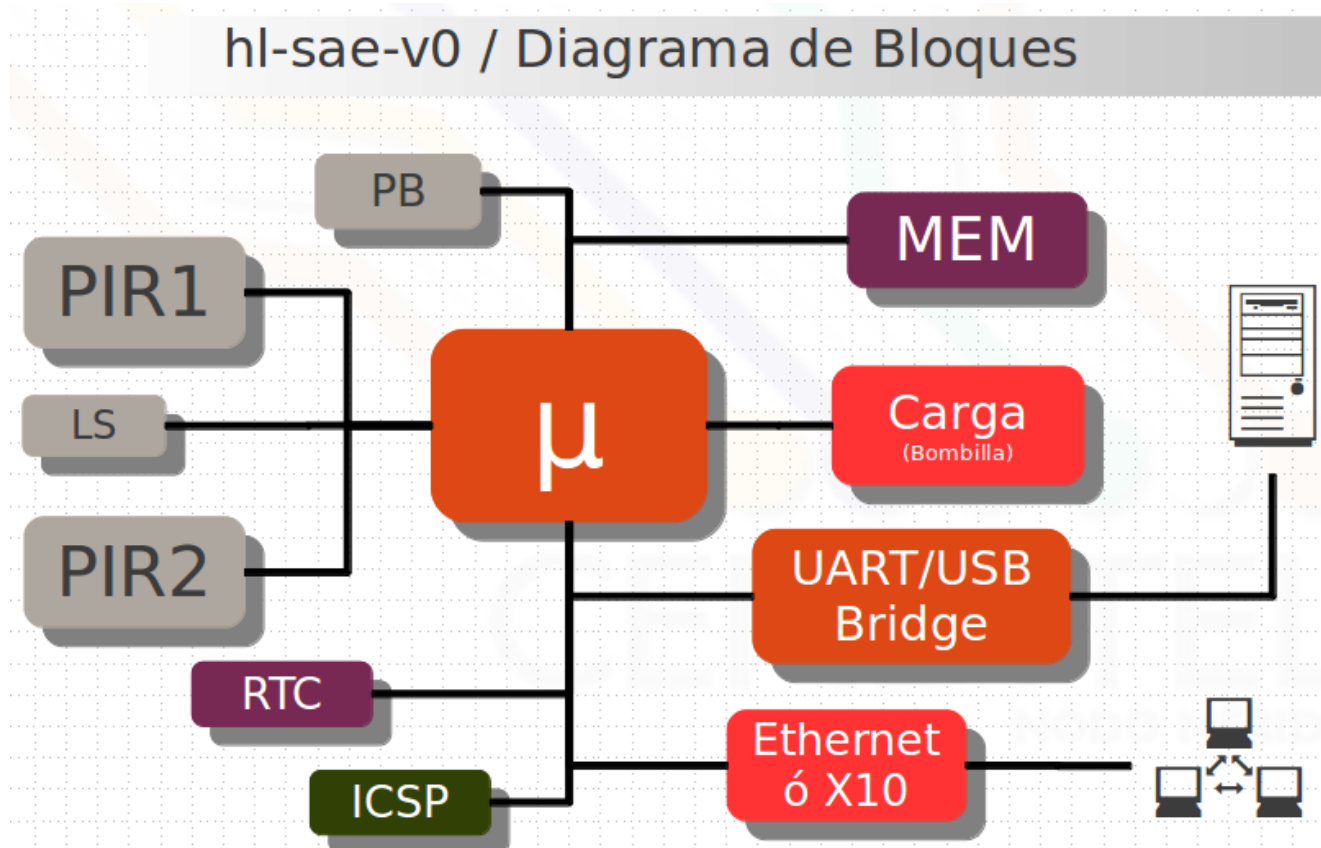 hl-sae-v0 / Diagrama de Bloques
PB
MEM
PIR1
LS
µ
Carga
(Bombilla)
PIR2
UART/USB
Bridge
RTC
Ethernet
ó X10
ICSP